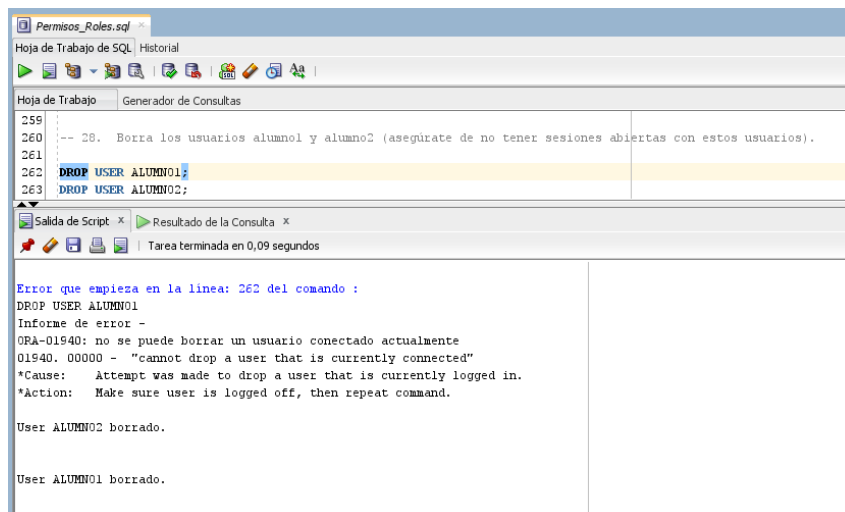 Permisos_Roles.sql
Hoja de Trabajo de SQL Historial
Hoja de Trabajo Generador de Consultas
259
260 -- 28. Borra los usuarios alumno1 y alumno2 (asegúrate de no tener sesiones abiertas con estos usuarios).
261
262 DROP USER ALUMNO1;
263 DROP USER ALUMNO2;
Salida de Script x Resultado de la Consulta x
Tarea terminada en 0,09 segundos
Error que empieza en la línea: 262 del comando :
DROP USER ALUMNO1
Informe de error -
ORA-01940: no se puede borrar un usuario conectado actualmente
01940. 00000 - "cannot drop a user that is currently connected"
*Cause: Attempt was made to drop a user that is currently logged in.
*Action: Make sure user is logged off, then repeat command.
User ALUMNO2 borrado.
User ALUMNO1 borrado.